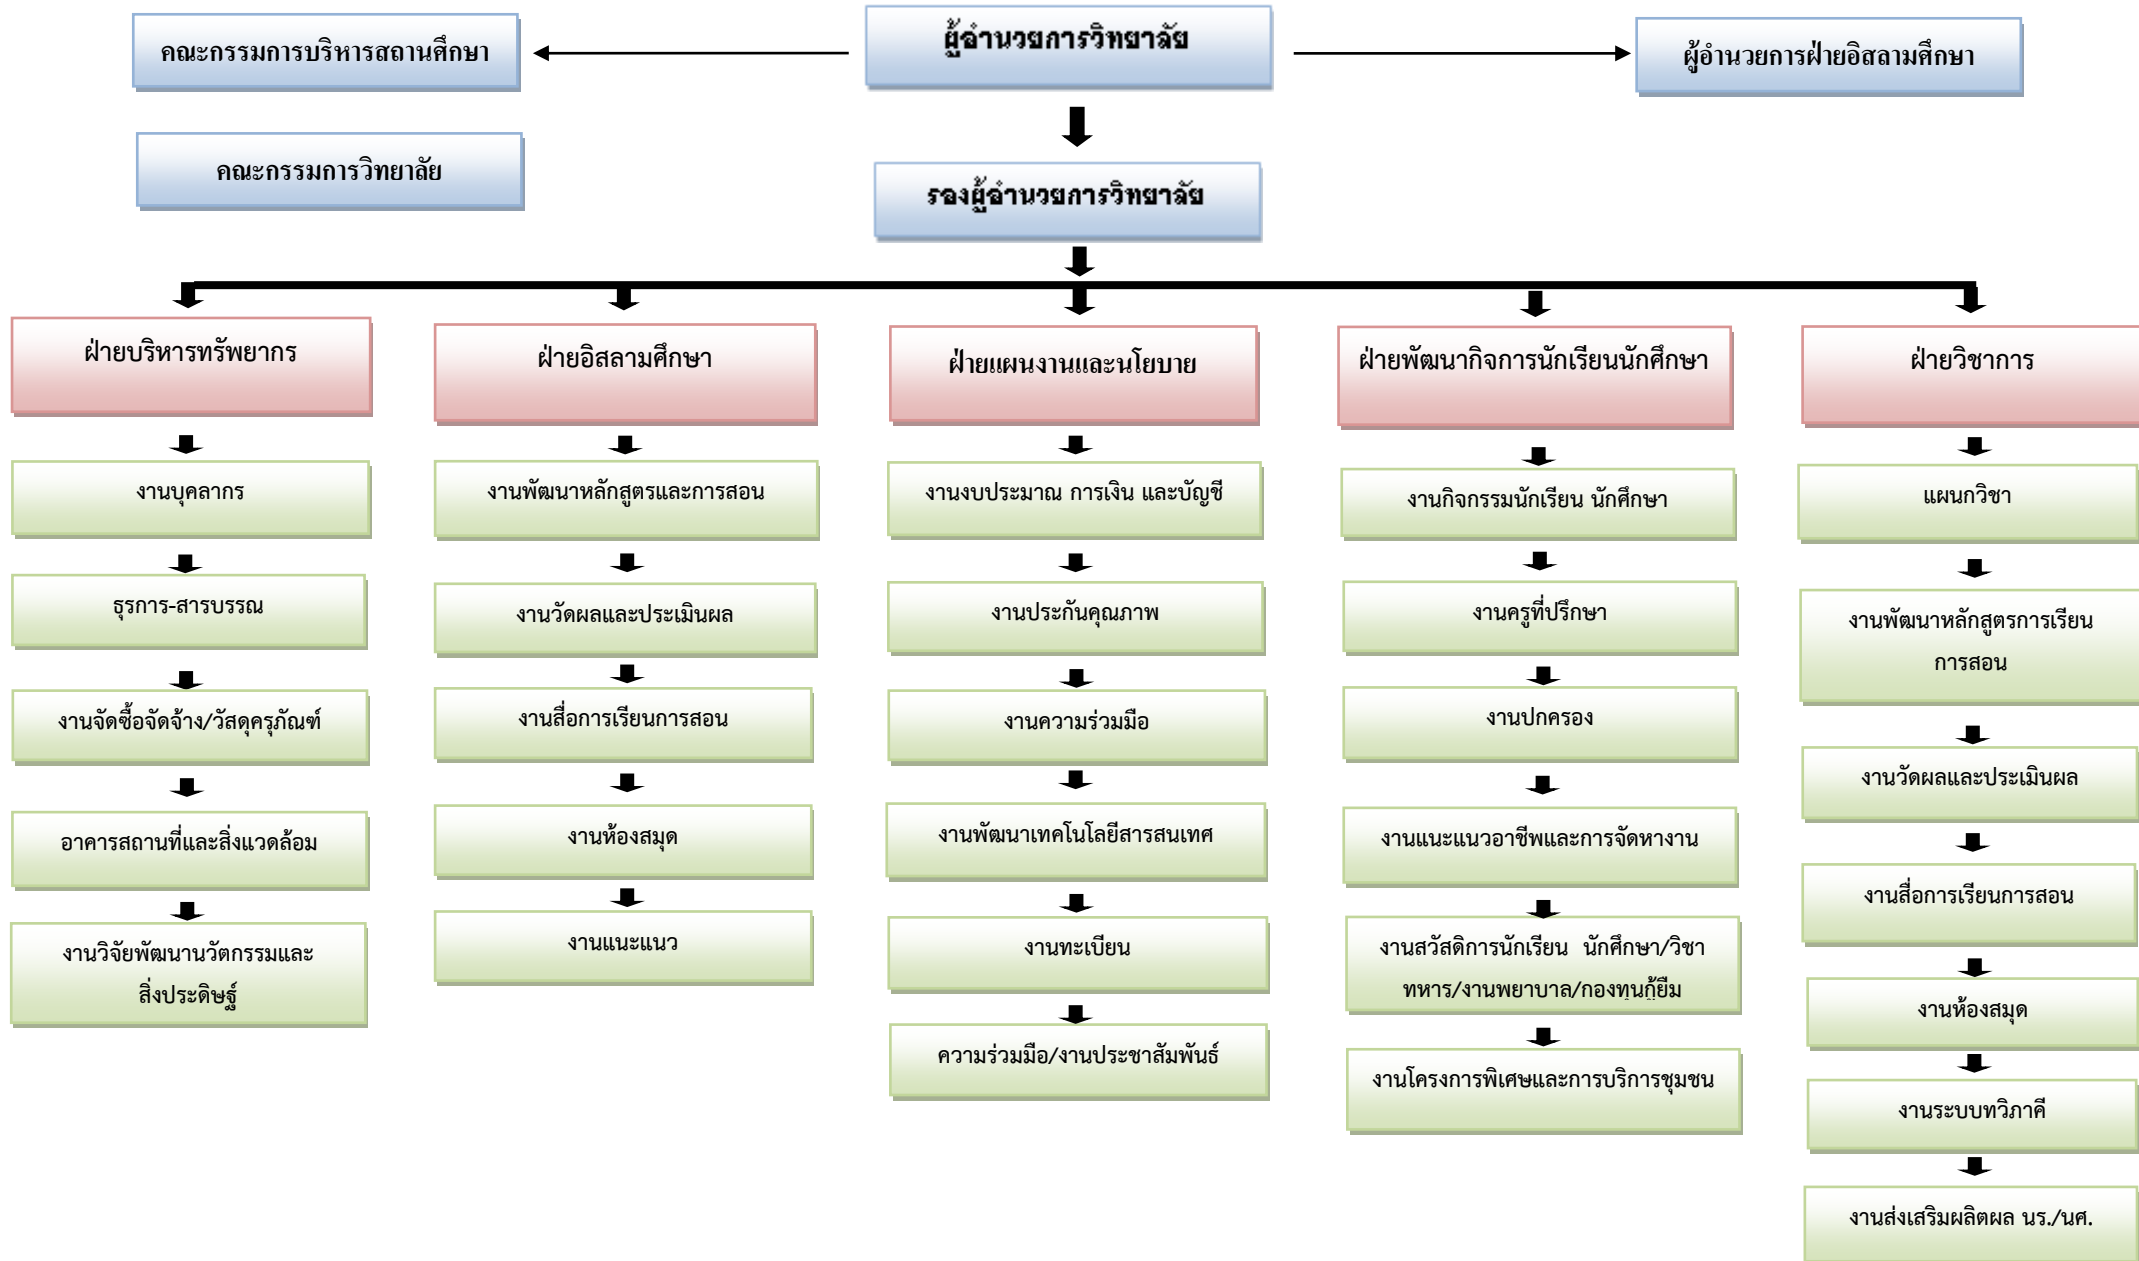 ผู้อำนวยการวิทยาลัย
คณะกรรมการบริหารสถานศึกษา
ผู้อำนวยการฝ่ายอิสลามศึกษา
คณะกรรมการวิทยาลัย
รองผู้อำนวยการวิทยาลัย
ฝ่ายบริหารทรัพยากร
งานบุคลากร
ธุรการ-สารบรรณ
งานจัดซื้อจัดจ้าง/วัสดุครุภัณฑ์
อาคารสถานที่และสิ่งแวดล้อม
งานวิจัยพัฒนานวัตกรรมและ
สิ่งประดิษฐ์
ฝ่ายอิสลามศึกษา
งานพัฒนาหลักสูตรและการสอน
งานวัดผลและประเมินผล
งานสื่อการเรียนการสอน
งานห้องสมุด
งานแนะแนว
ฝ่ายแผนงานและนโยบาย
งานงบประมาณ การเงิน และบัญชี
งานประกันคุณภาพ
งานความร่วมมือ
งานพัฒนาเทคโนโลยีสารสนเทศ
งานทะเบียน
ความร่วมมือ/งานประชาสัมพันธ์
ฝ่ายพัฒนากิจการนักเรียนนักศึกษา
งานกิจกรรมนักเรียน นักศึกษา
งานครูที่ปรึกษา
งานปกครอง
งานแนะแนวอาชีพและการจัดหางาน
งานสวัสดิการนักเรียน นักศึกษา/วิชา
ทหาร/งานพยาบาล/กองทุนกู้ยืม
งานโครงการพิเศษและการบริการชุมชน
ฝ่ายวิชาการ
แผนกวิชา
งานพัฒนาหลักสูตรการเรียน
การสอน
งานวัดผลและประเมินผล
งานสื่อการเรียนการสอน
งานห้องสมุด
งานระบบทวิภาคี
งานส่งเสริมผลิตผล นร./นศ.